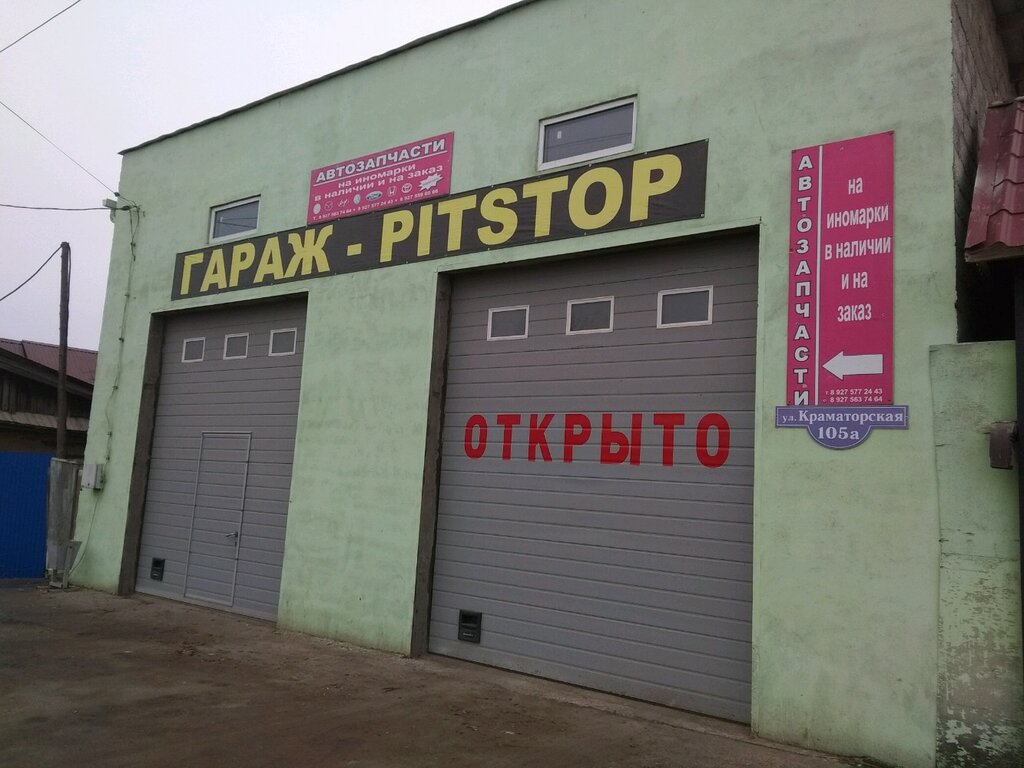 АВТОЗАПЧАСТИ
на иномарки
в наличии и на заказ
ГАРАЖ - PITSTOP
ОТКРЫТО
АВТОЗАПЧАСТИ
на
иномарки
в наличии
и на
заказ
т 8 927 577 24 43
8 927 563 74 64
ул. Краматорская
105а